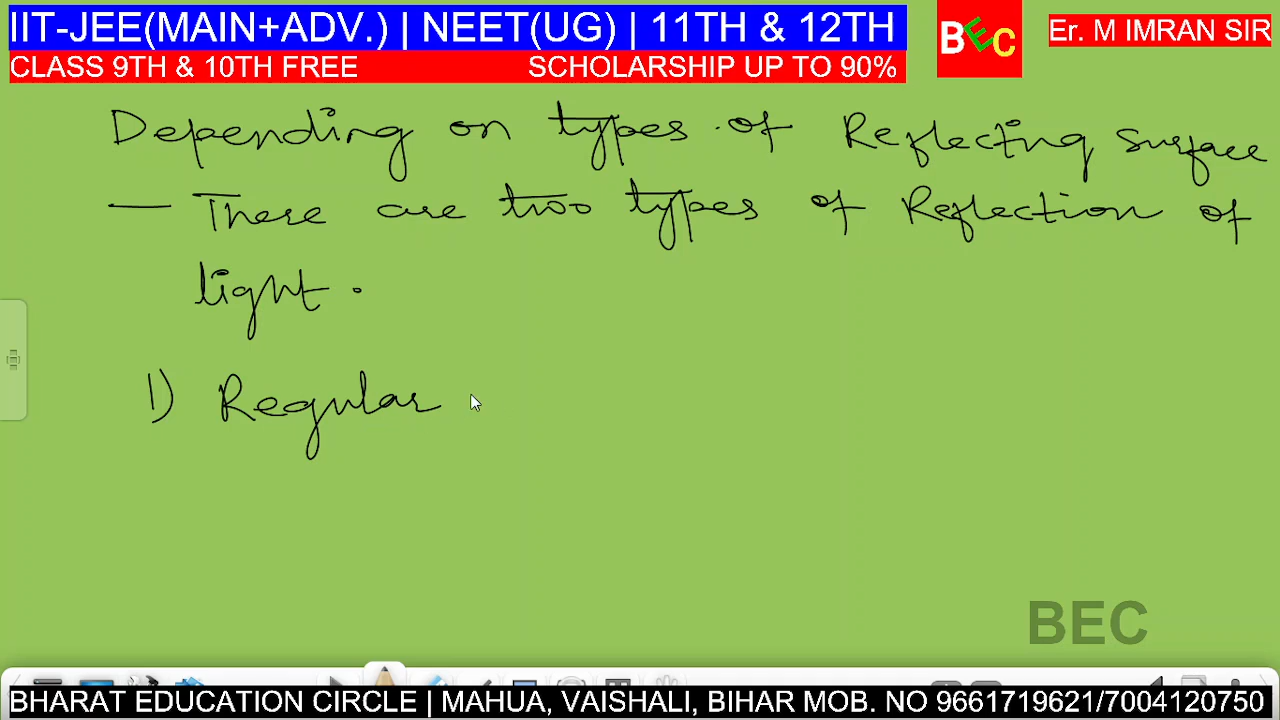 IIT-JEE(MAIN+ADV.) | NEET(UG) | 11TH & 12TH
CLASS 9TH & 10TH FREE SCHOLARSHIP UP TO 90%
BEC
Er. M IMRAN SIR
Depending on types of Reflecting Surface
— There are two types of Reflection of
light.
1) Regular
BEC
BHARAT EDUCATION CIRCLE | MAHUA, VAISHALI, BIHAR MOB. NO 9661719621/7004120750